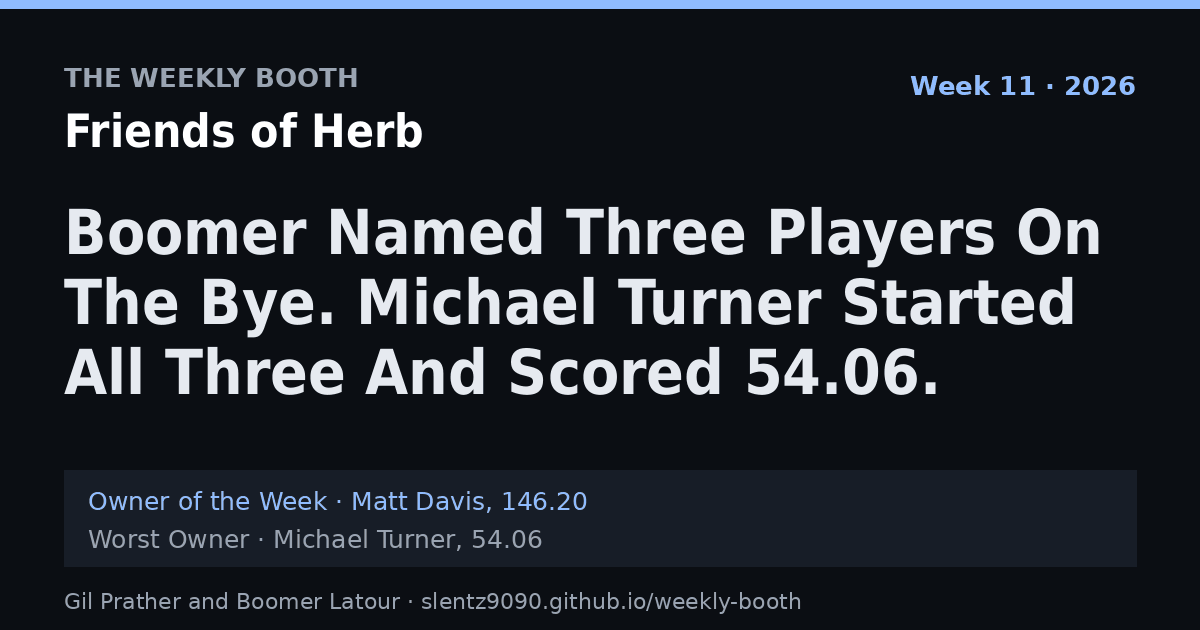 THE WEEKLY BOOTH
Week 11 · 2026
Friends of Herb
Boomer Named Three Players On
The Bye. Michael Turner Started
All Three And Scored 54.06.
Owner of the Week · Matt Davis, 146.20
Worst Owner · Michael Turner, 54.06
Gil Prather and Boomer Latour · slentz9090.github.io/weekly-booth